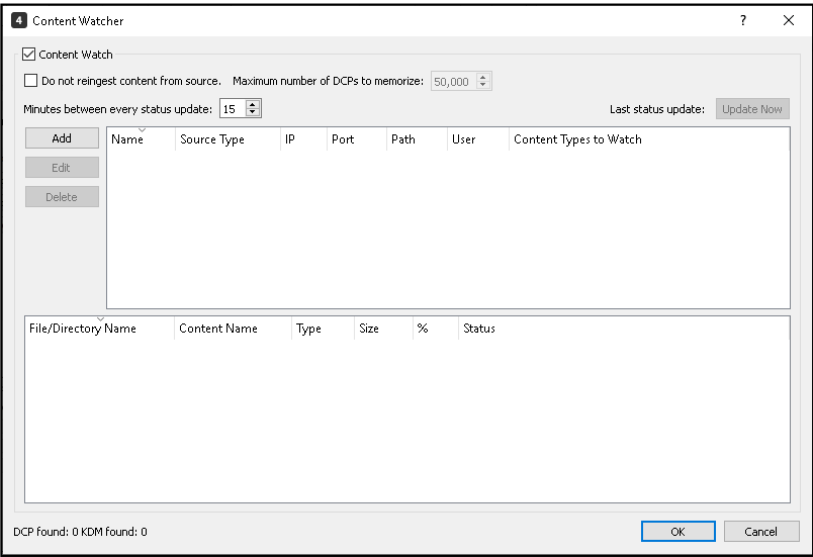 4 Content Watcher ?
Content Watch
Do not reingest content from source. Maximum number of DCPs to memorize: 50,000
Minutes between every status update: 15 Last status update: Update Now
Add Name Source Type IP Port Path User Content Types to Watch
Edit
Delete
File/Directory Name Content Name Type Size % Status
DCP found: 0 KDM found: 0 OK Cancel